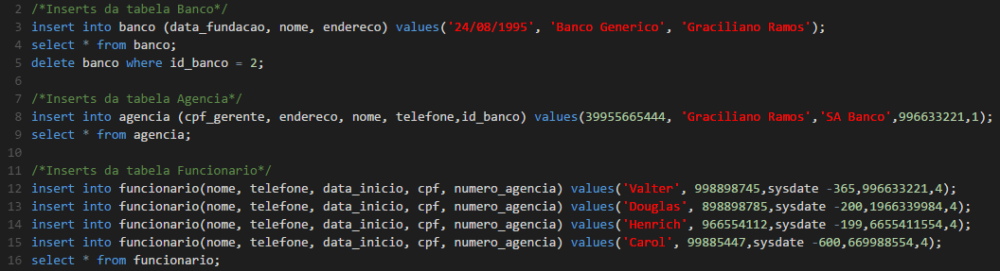 2 /*Inserts da tabela Banco*/
3 insert into banco (data_fundacao, nome, endereco) values('24/08/1995', 'Banco Generico', 'Graciliano Ramos');
4 select * from banco;
5 delete banco where id_banco = 2;
6
7 /*Inserts da tabela Agencia*/
8 insert into agencia (cpf_gerente, endereco, nome, telefone,id_banco) values(39955665444, 'Graciliano Ramos','SA Banco',996633221,1);
9 select * from agencia;
10
11 /*Inserts da tabela Funcionario*/
12 insert into funcionario(nome, telefone, data_inicio, cpf, numero_agencia) values('Valter', 998898745,sysdate -365,996633221,4);
13 insert into funcionario(nome, telefone, data_inicio, cpf, numero_agencia) values('Douglas', 898898785,sysdate -200,1966339984,4);
14 insert into funcionario(nome, telefone, data_inicio, cpf, numero_agencia) values('Henrich', 966554112,sysdate -199,6655411554,4);
15 insert into funcionario(nome, telefone, data_inicio, cpf, numero_agencia) values('Carol', 99885447,sysdate -600,669988554,4);
16 select * from funcionario;